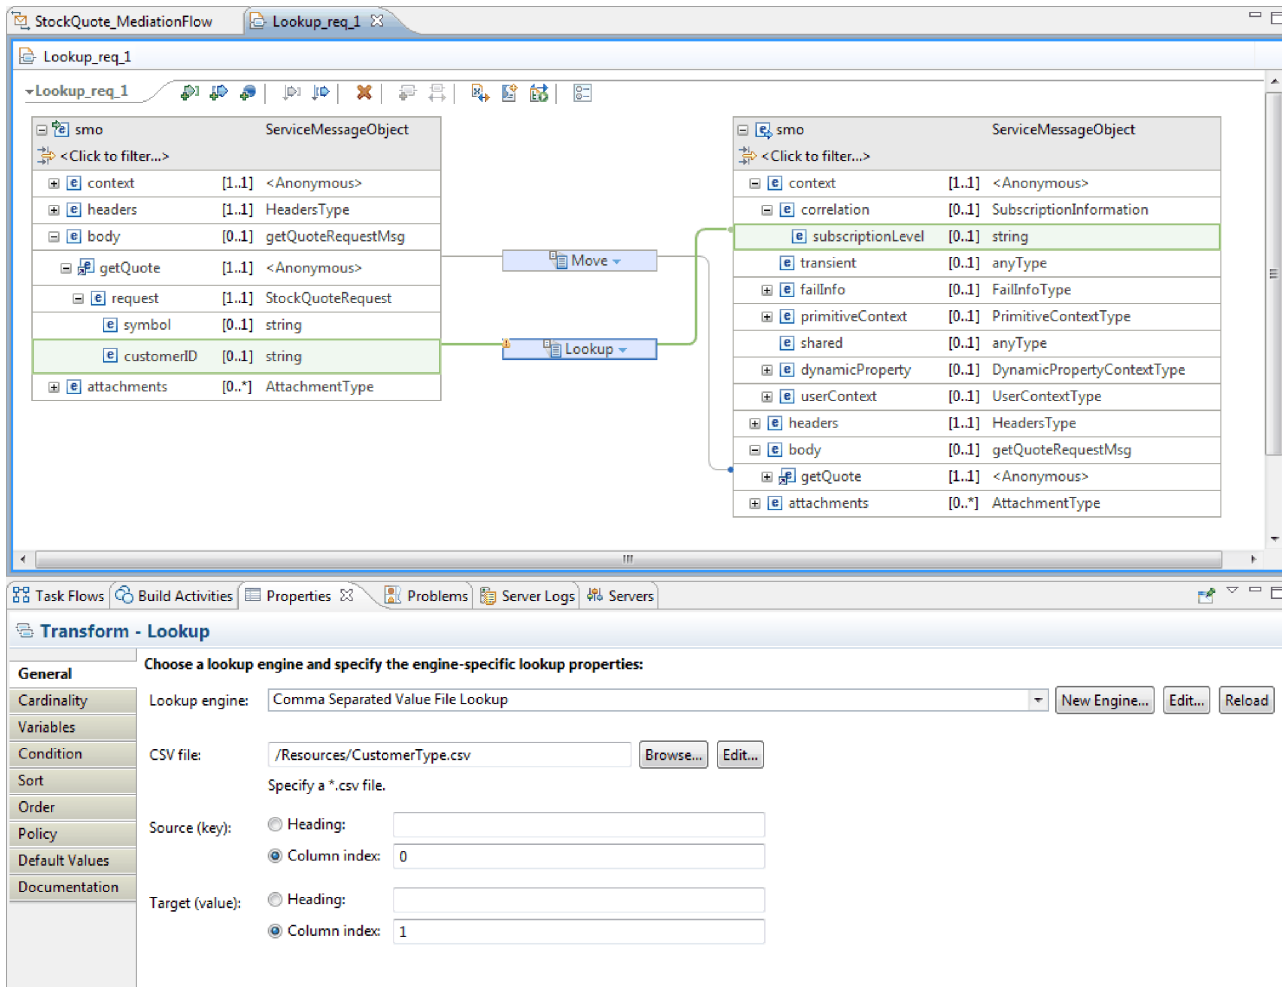 StockQuote_MediationFlow Lookup_req_1
Lookup_req_1
Lookup_req_1
smo ServiceMessageObject
<Click to filter...>
context [1..1] <Anonymous>
headers [1..1] HeadersType
body [0..1] getQuoteRequestMsg
getQuote [1..1] <Anonymous>
request [1..1] StockQuoteRequest
symbol [0..1] string
customerID [0..1] string
attachments [0..*] AttachmentType
Move
Lookup
smo ServiceMessageObject
<Click to filter...>
context [1..1] <Anonymous>
correlation [0..1] SubscriptionInformation
subscriptionLevel [0..1] string
transient [0..1] anyType
failInfo [0..1] FailInfoType
primitiveContext [0..1] PrimitiveContextType
shared [0..1] anyType
dynamicProperty [0..1] DynamicPropertyContextType
userContext [0..1] UserContextType
headers [1..1] HeadersType
body [0..1] getQuoteRequestMsg
getQuote [1..1] <Anonymous>
attachments [0..*] AttachmentType
Task Flows Build Activities Properties Problems Server Logs Servers
Transform - Lookup
General
Cardinality
Variables
Condition
Sort
Order
Policy
Default Values
Documentation
Choose a lookup engine and specify the engine-specific lookup properties:
Lookup engine: Comma Separated Value File Lookup New Engine... Edit... Reload
CSV file: /Resources/CustomerType.csv Browse... Edit...
Specify a *.csv file.
Source (key): Heading:
Column index: 0
Target (value): Heading:
Column index: 1